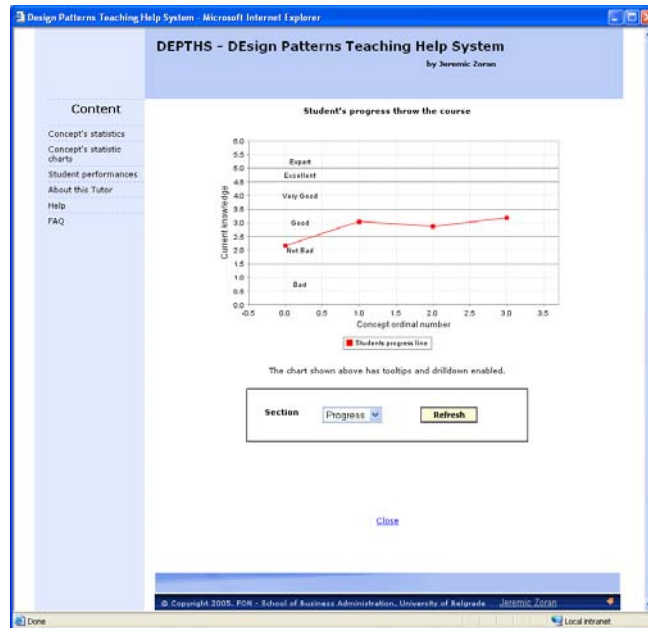 Design Patterns Teaching Help System - Microsoft Internet Explorer
DEPTHS - DEsign Patterns Teaching Help System
by Jeremic Zoran
Content
Concept's statistics
Concept's statistic
charts
Student performances
About this Tutor
Help
FAQ
Student's progress throw the course
Current knowledge
6.0
5.5
5.0
4.5
4.0
3.5
3.0
2.5
2.0
1.5
1.0
0.5
0.0
Expert
Excellent
Very Good
Good
Not Bad
Bad
-0.5 0.0 0.5 1.0 1.5 2.0 2.5 3.0 3.5
Concept ordinal number
Students progress line
The chart shown above has tooltips and drilldown enabled.
Section Progress Refresh
Close
© Copyright 2005. FON - School of Business Administration, University of Belgrade Jeremic Zoran
Done Local intranet